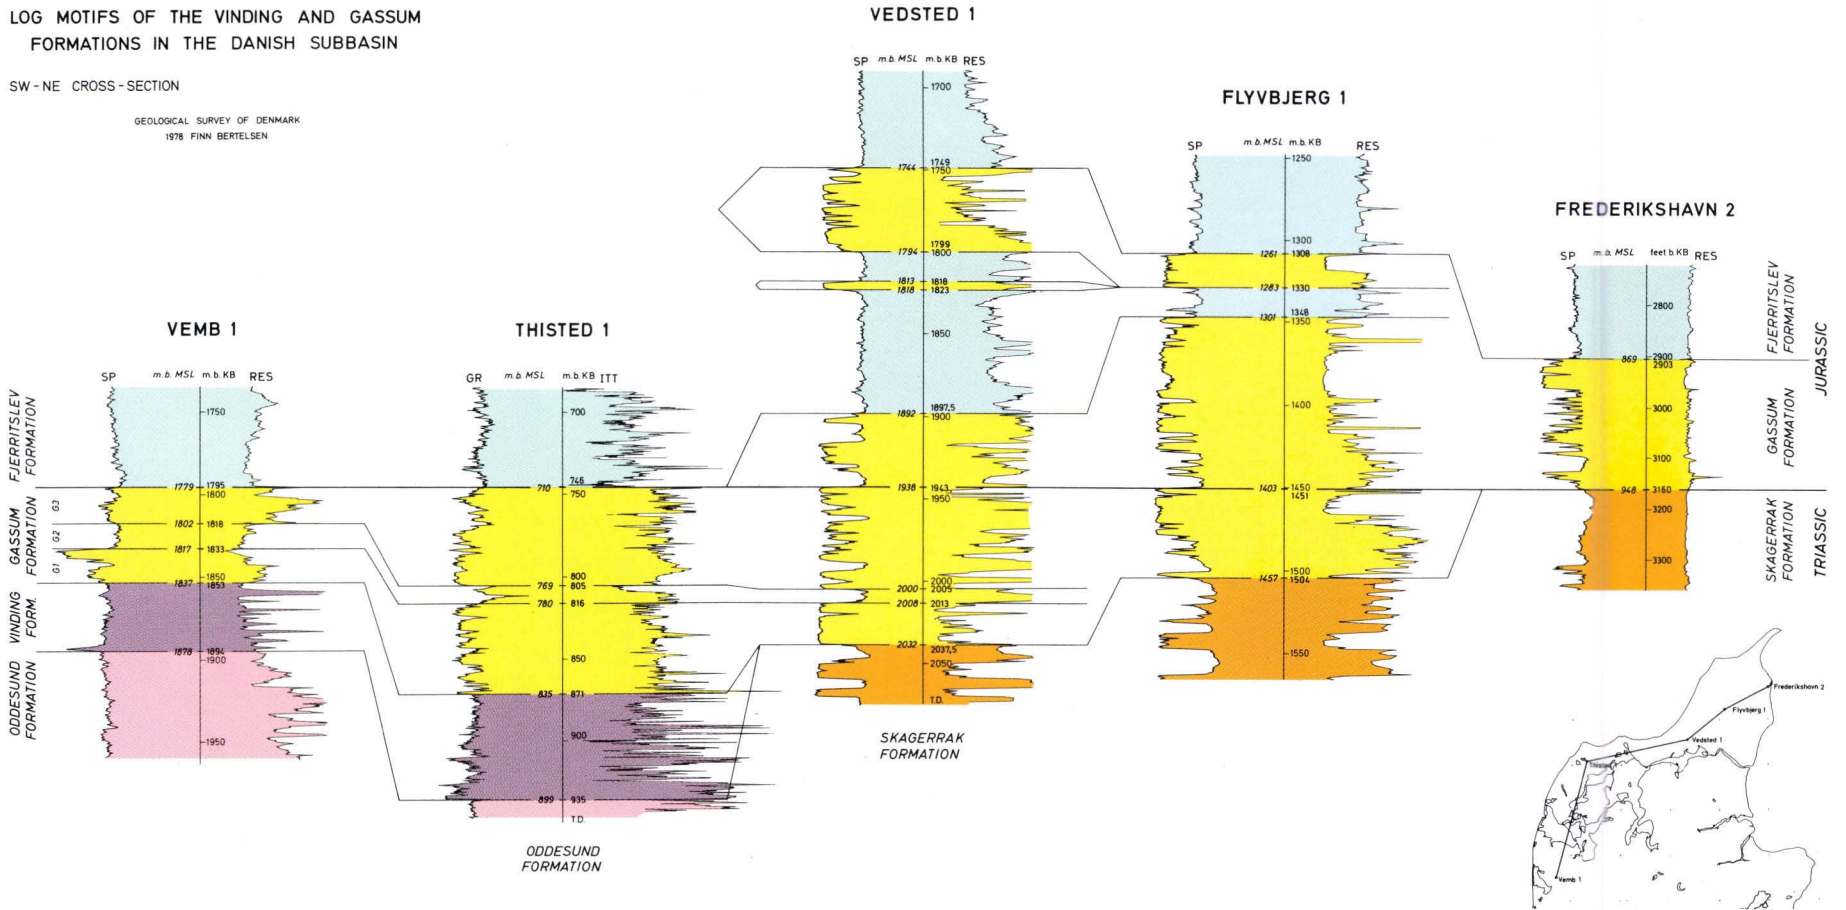 LOG MOTIFS OF THE VINDING AND GASSUM
FORMATIONS IN THE DANISH SUBBASIN
SW-NE CROSS-SECTION
GEOLOGICAL SURVEY OF DENMARK
1978 FINN BERTELSEN
VEMB 1
SP m.b. MSL m.b. KB RES
1750
1779 1795
1800
1802 1818
1817 1833
1850
1837 1853
1878 1894
1900
1950
FJERRITSLEV
FORMATION
GASSUM
FORMATION
G3
G2
G1
VINDING
FORM.
ODDESUND
FORMATION
THISTED 1
GR m.b. MSL m.b. KB ITT
700
746
710
750
800
769 805
780 816
850
835 871
900
899 935
T.D.
ODDESUND
FORMATION
VEDSTED 1
SP m.b. MSL m.b. KB RES
1700
1749
1744
1750
1799
1794
1800
1813 1818
1818 1823
1850
1897,5
1892
1900
1938 1943
1950
2000
2000 2005
2008 2013
2032
2037,5
2050
T.D.
SKAGERRAK
FORMATION
FLYVBJERG 1
SP m.b. MSL m.b. KB RES
1250
1300
1261 1308
1283 1330
1348
1301
1350
1400
1450
1403
1451
1500
1457 1504
1550
FREDERIKSHAVN 2
SP m.b. MSL feet b. KB RES
2800
2900
869
2903
3000
3100
948 3160
3200
3300
FJERRITSLEV
FORMATION
GASSUM
FORMATION
SKAGERRAK
FORMATION
JURASSIC
TRIASSIC
Frederikshavn 2
Flyvbjerg 1
Vedsted 1
Thisted
Vemb 1